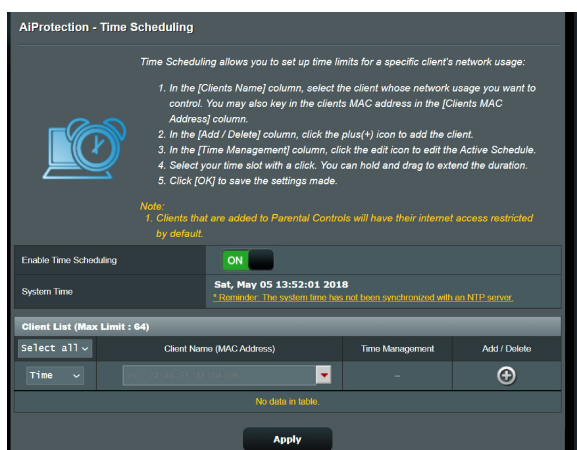 AiProtection - Time Scheduling
Time Scheduling allows you to set up time limits for a specific client's network usage:
1. In the [Clients Name] column, select the client whose network usage you want to
control. You may also key in the clients MAC address in the [Clients MAC
Address] column.
2. In the [Add / Delete] column, click the plus(+) icon to add the client.
3. In the [Time Management] column, click the edit icon to edit the Active Schedule.
4. Select your time slot with a click. You can hold and drag to extend the duration.
5. Click [OK] to save the settings made.
Note:
1. Clients that are added to Parental Controls will have their internet access restricted
by default.
Enable Time Scheduling ON
System Time Sat, May 05 13:52:01 2018
* Reminder: The system time has not been synchronized with an NTP server.
Client List (Max Limit : 64)
Select all Client Name (MAC Address) Time Management Add / Delete
Time –
No data in table.
Apply